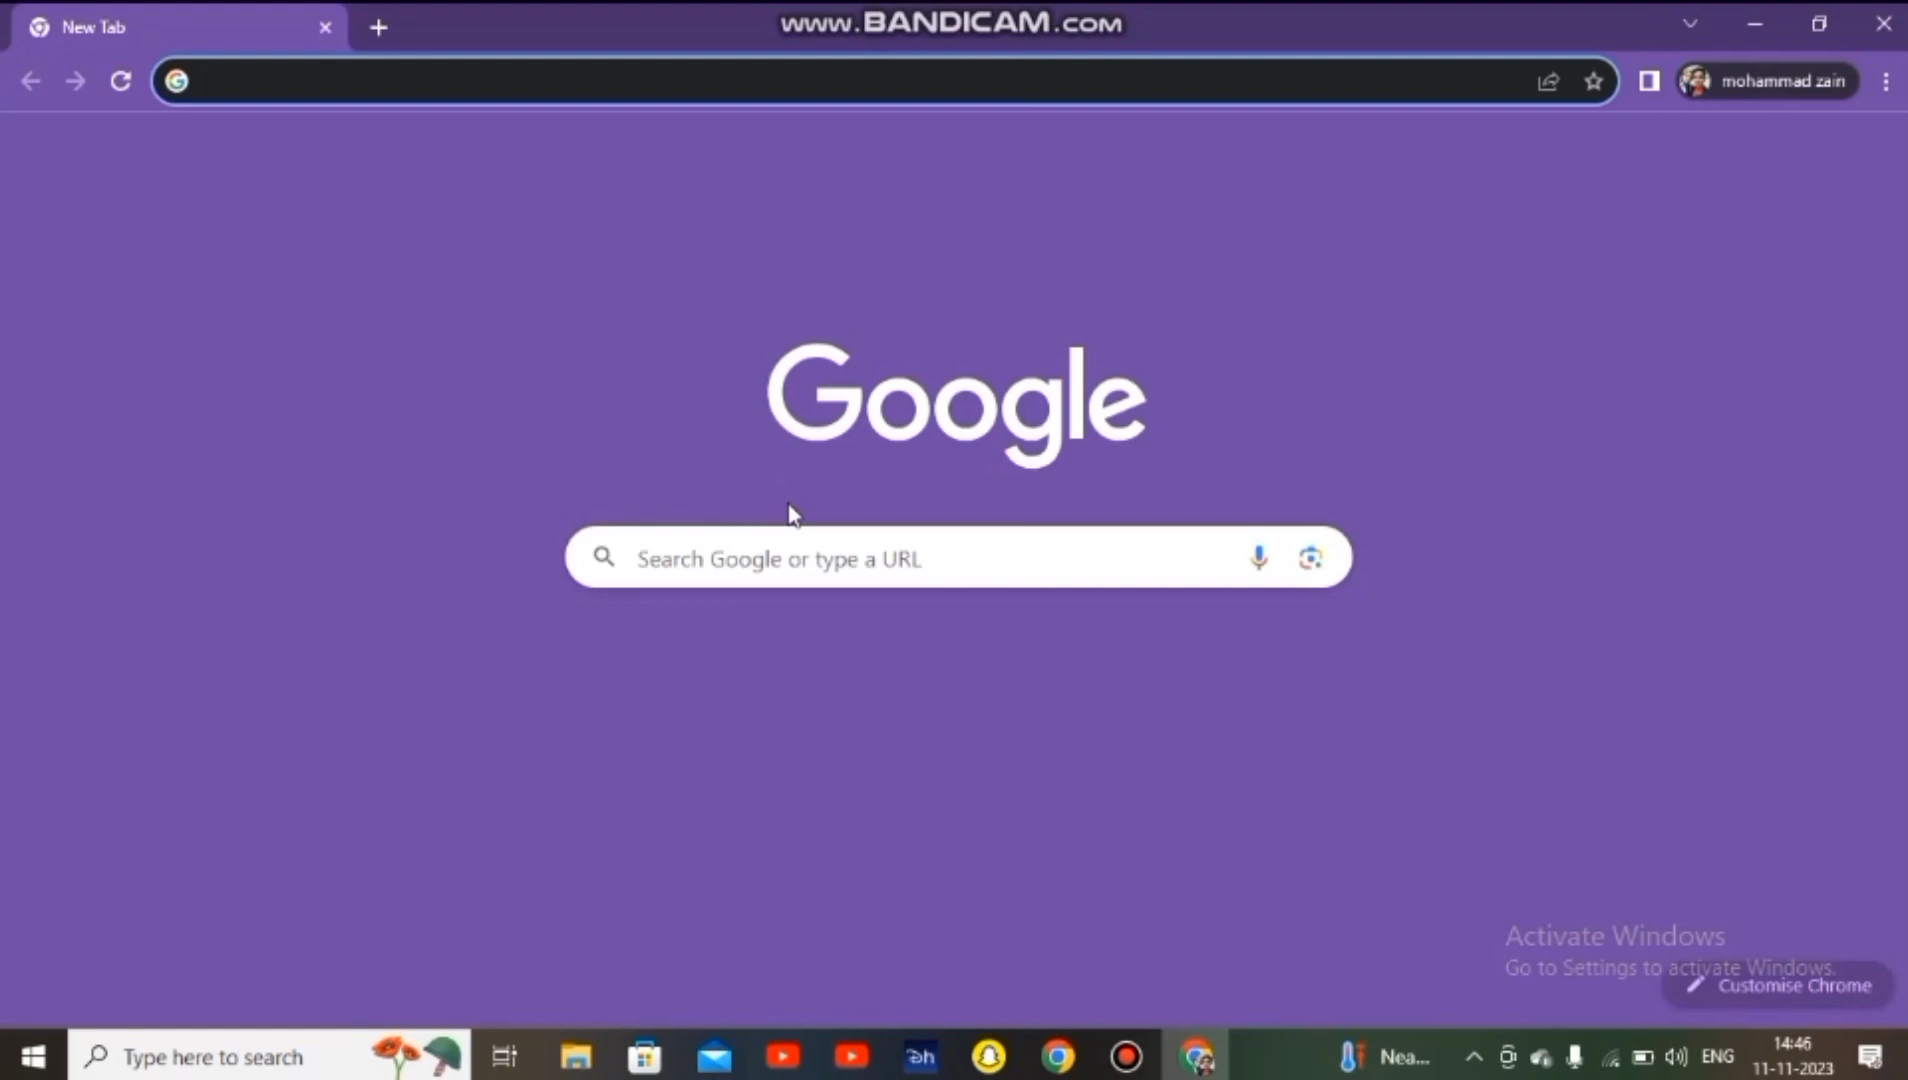 New Tab
www.BANDICAM.com
mohammad zain
Google
Search Google or type a URL
Activate Windows
Go to Settings to activate Windows.
Customise Chrome
Type here to search
Nea...
ENG
14:46
11-11-2023